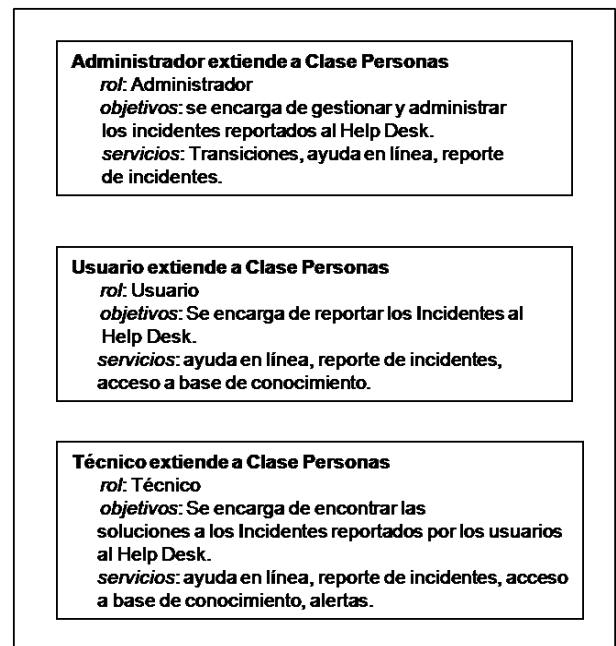 Administrador extiende a Clase Personas
rol: Administrador
objetivos: se encarga de gestionar y administrar
los incidentes reportados al Help Desk.
servicios: Transiciones, ayuda en línea, reporte
de incidentes.
Usuario extiende a Clase Personas
rol: Usuario
objetivos: Se encarga de reportar los Incidentes al
Help Desk.
servicios: ayuda en línea, reporte de incidentes,
acceso a base de conocimiento.
Técnico extiende a Clase Personas
rol: Técnico
objetivos: Se encarga de encontrar las
soluciones a los Incidentes reportados por los usuarios
al Help Desk.
servicios: ayuda en línea, reporte de incidentes, acceso
a base de conocimiento, alertas.